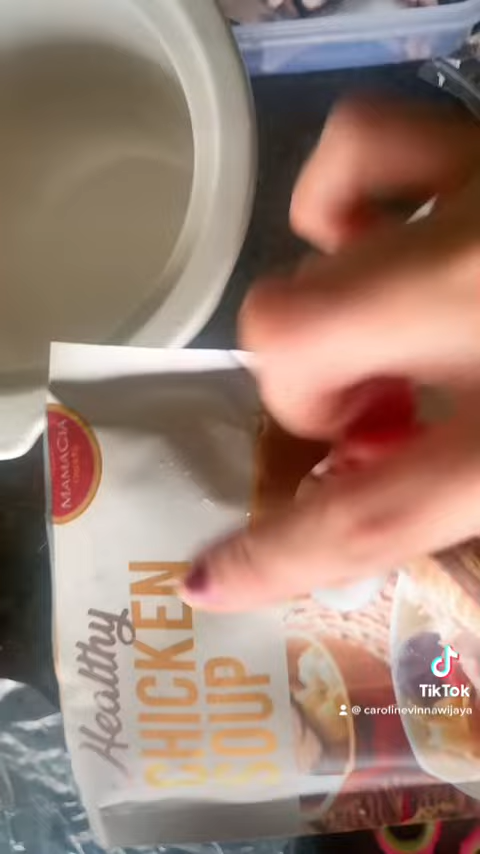 MAMACIA
Healthy
CHICKEN
SOUP
TikTok
@ carolinevinnawijaya